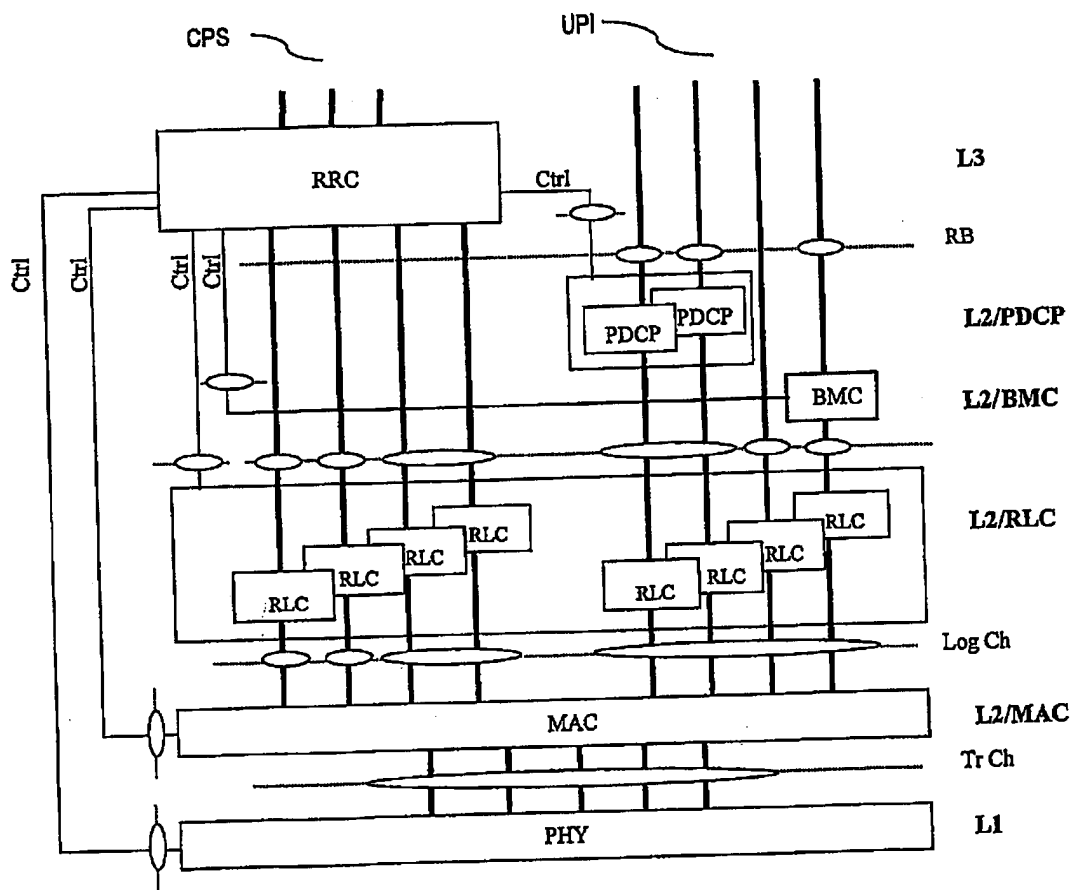 CPS
UPI
RRC
Ctrl
L3
RB
Ctrl
Ctrl
Ctrl
Ctrl
PDCP
PDCP
L2/PDCP
BMC
L2/BMC
RLC
RLC
RLC
RLC
RLC
RLC
RLC
RLC
L2/RLC
Log Ch
MAC
L2/MAC
Tr Ch
PHY
L1